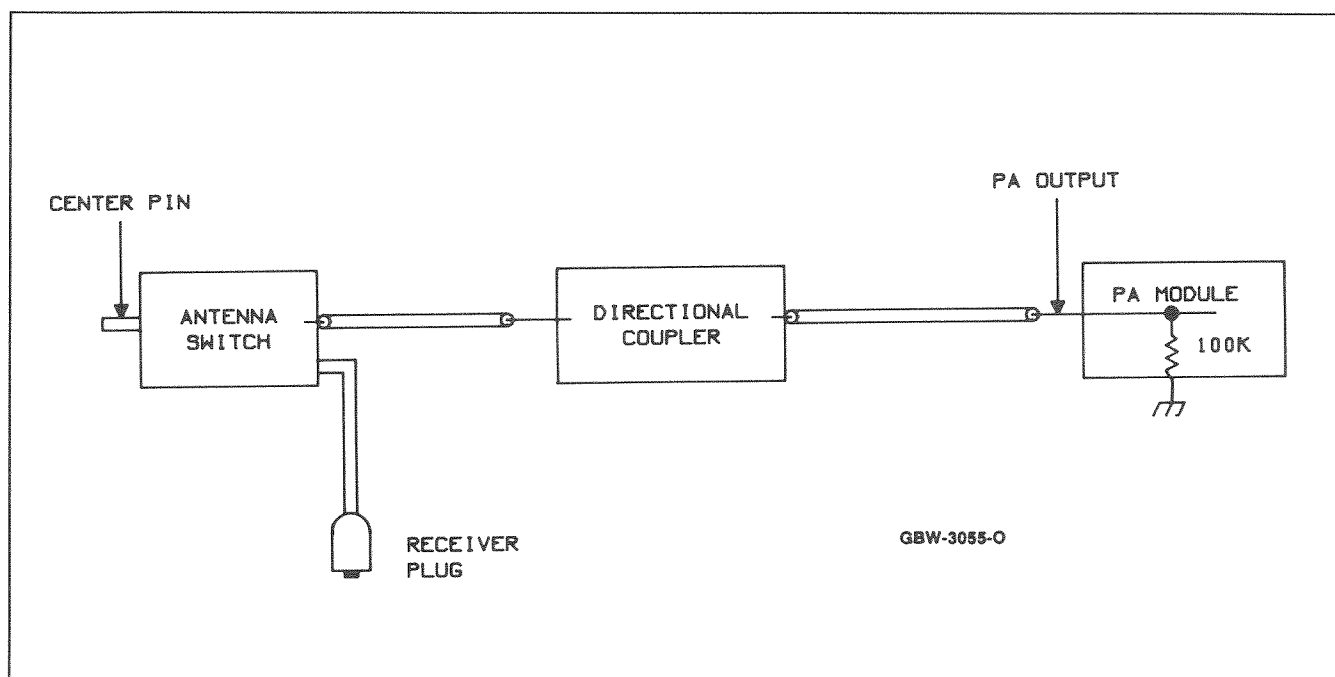 PA OUTPUT
CENTER PIN
PA MODULE
ANTENNA
SWITCH
DIRECTIONAL
COUPLER
100K
RECEIVER
PLUG
GBW-3055-O